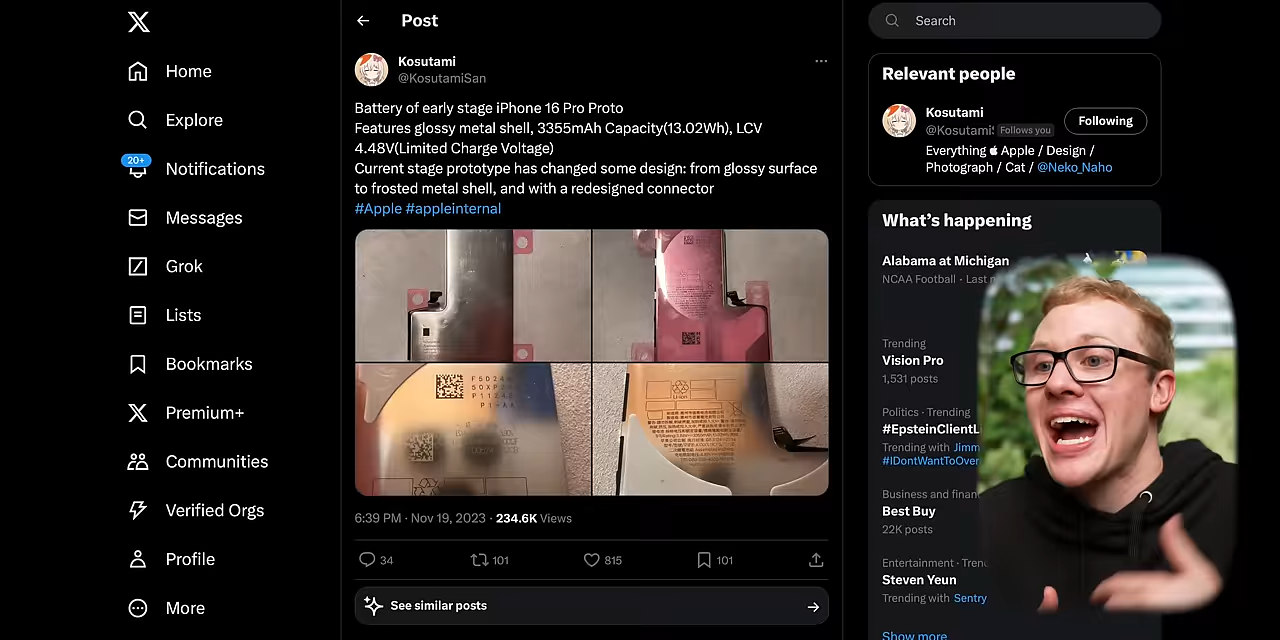 Home
Explore
20+
Notifications
Messages
Grok
Lists
Bookmarks
Premium+
Communities
Verified Orgs
Profile
More
Post
Kosutami
@KosutamiSan
Battery of early stage iPhone 16 Pro Proto
Features glossy metal shell, 3355mAh Capacity(13.02Wh), LCV
4.48V(Limited Charge Voltage)
Current stage prototype has changed some design: from glossy surface
to frosted metal shell, and with a redesigned connector
#Apple #appleinternal
6:39 PM · Nov 19, 2023 · 234.6K Views
34
101
815
101
See similar posts
Search
Relevant people
Kosutami
@Kosutami
Follows you
Following
Everything Apple / Design /
Photograph / Cat / @Neko_Naho
What's happening
Alabama at Michigan
NCAA Football · Last
Trending
Vision Pro
1,531 posts
Politics · Trending
#EpsteinClientL
Trending with Jimm
#IDontWantToOver
Business and finan
Best Buy
22K posts
Entertainment · Tren
Steven Yeun
Trending with Sentry
Show more